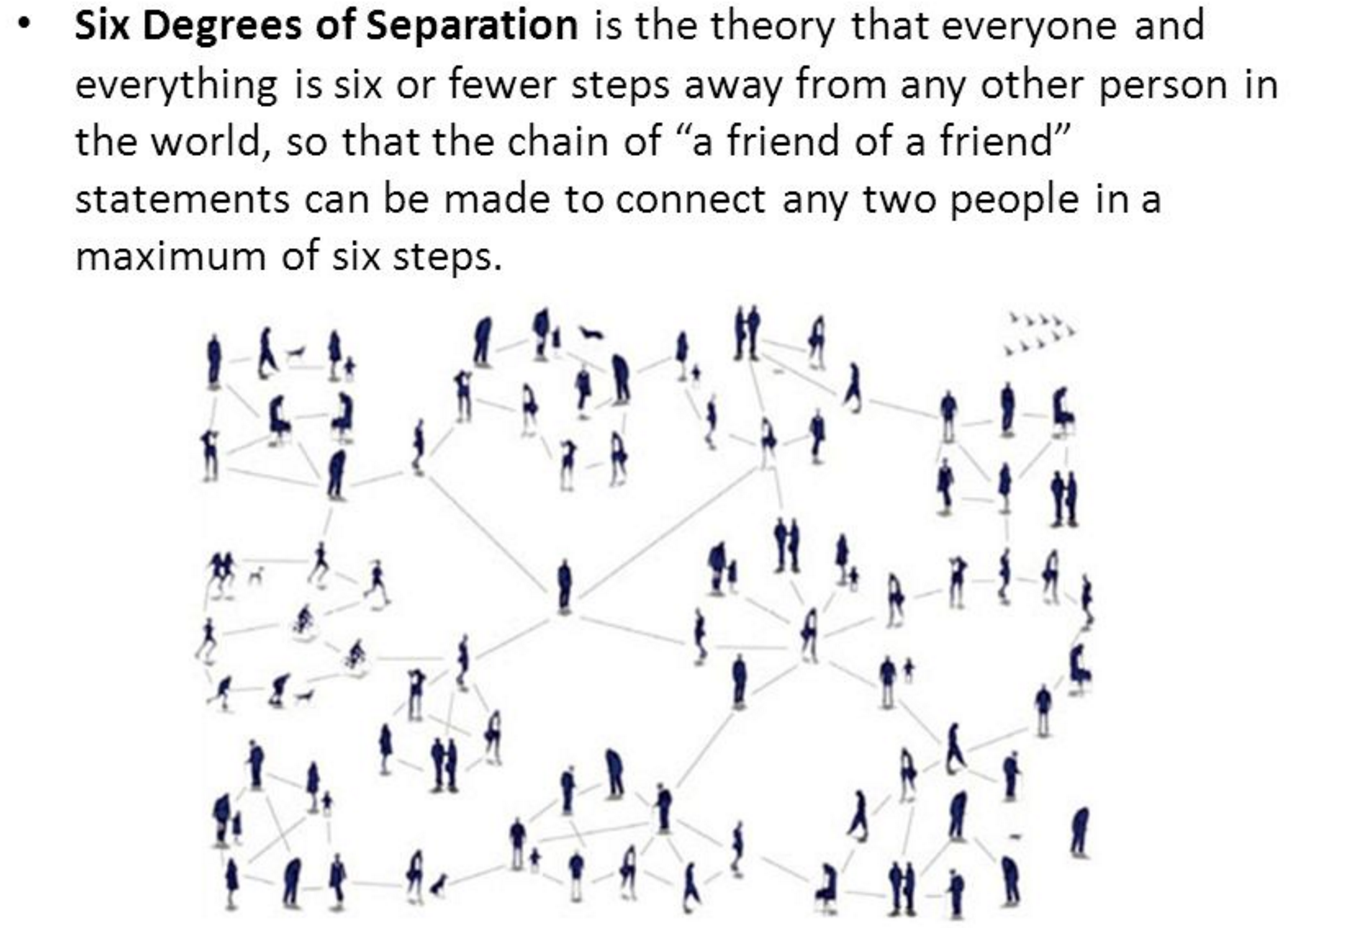 • Six Degrees of Separation is the theory that everyone and
everything is six or fewer steps away from any other person in
the world, so that the chain of “a friend of a friend”
statements can be made to connect any two people in a
maximum of six steps.